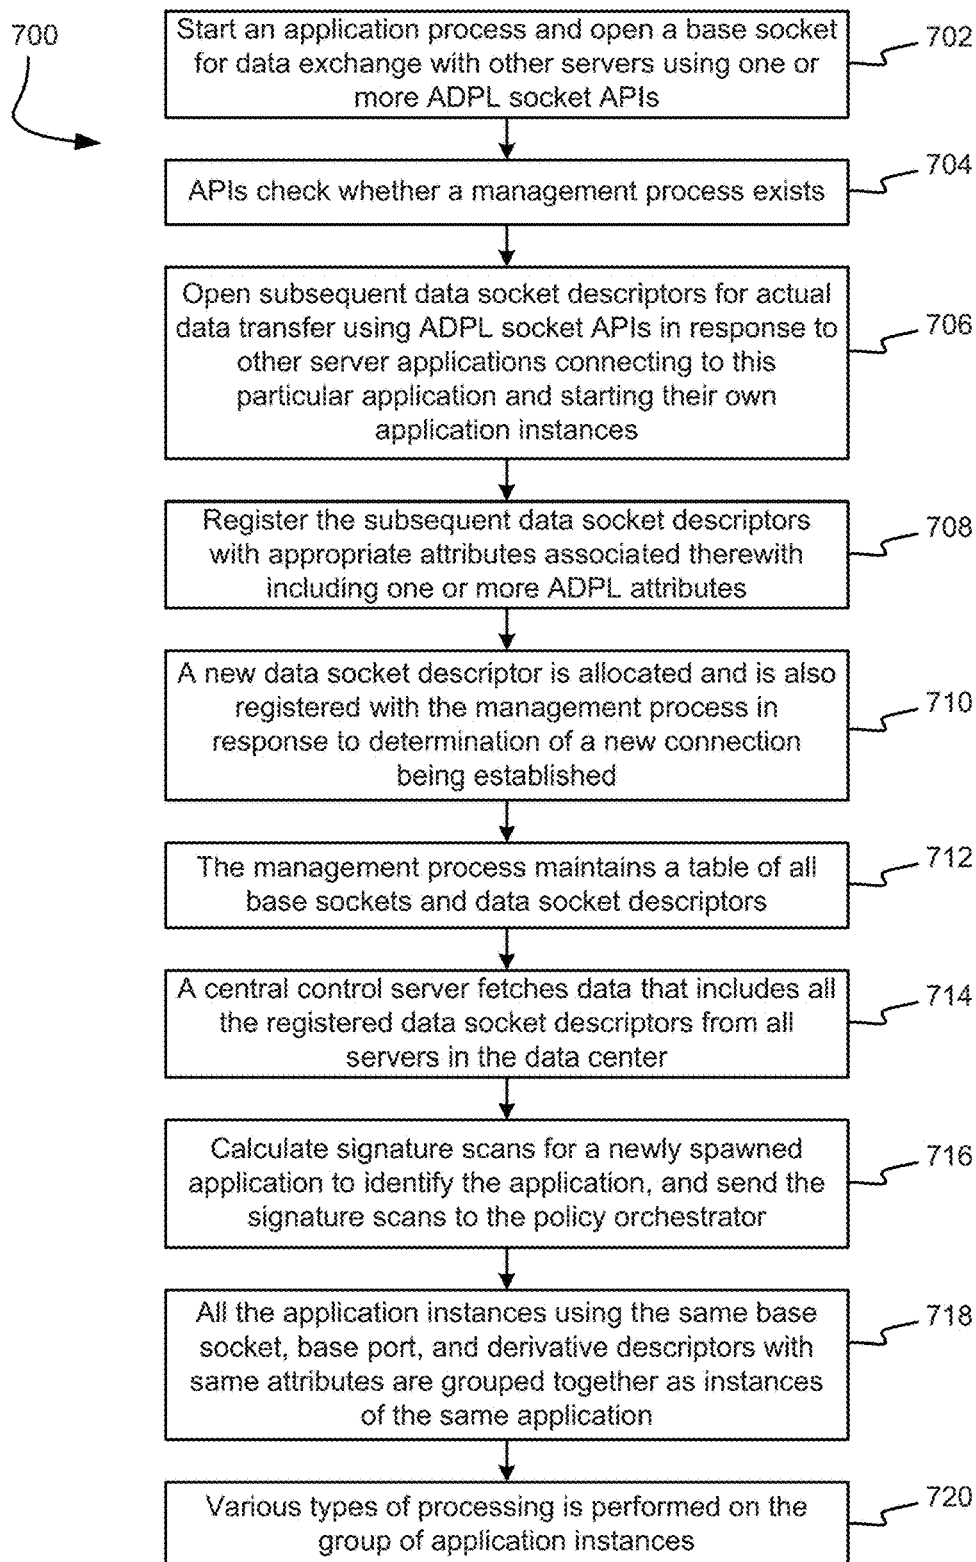 700
Start an application process and open a base socket
for data exchange with other servers using one or
more ADPL socket APIs
702
APIs check whether a management process exists
704
Open subsequent data socket descriptors for actual
data transfer using ADPL socket APIs in response to
other server applications connecting to this
particular application and starting their own
application instances
706
Register the subsequent data socket descriptors
with appropriate attributes associated therewith
including one or more ADPL attributes
708
A new data socket descriptor is allocated and is also
registered with the management process in
response to determination of a new connection
being established
710
The management process maintains a table of all
base sockets and data socket descriptors
712
A central control server fetches data that includes all
the registered data socket descriptors from all
servers in the data center
714
Calculate signature scans for a newly spawned
application to identify the application, and send the
signature scans to the policy orchestrator
716
All the application instances using the same base
socket, base port, and derivative descriptors with
same attributes are grouped together as instances
of the same application
718
Various types of processing is performed on the
group of application instances
720